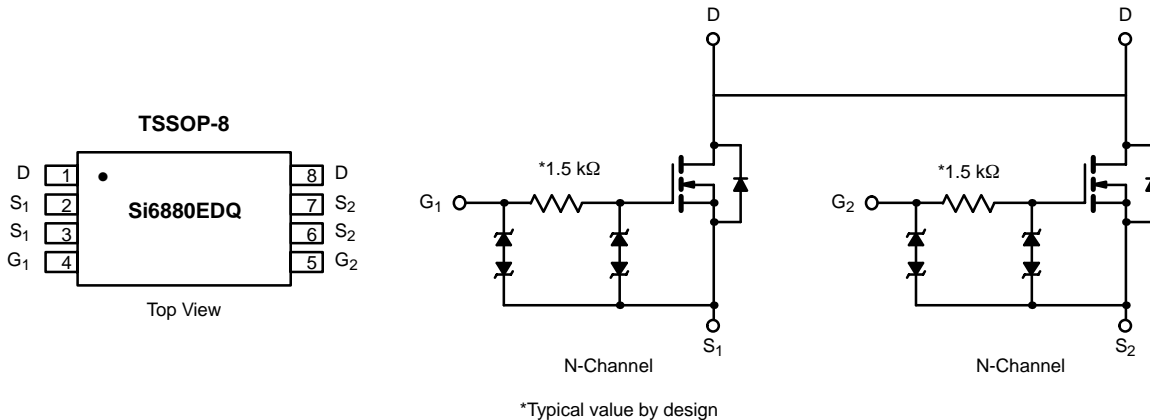 TSSOP-8
D 1 8 D
S1 2 7 S2
S1 3 6 S2
G1 4 5 G2
Si6880EDQ
Top View
D
*1.5 kΩ
G1
S1
N-Channel
D
*1.5 kΩ
G2
S2
N-Channel
*Typical value by design